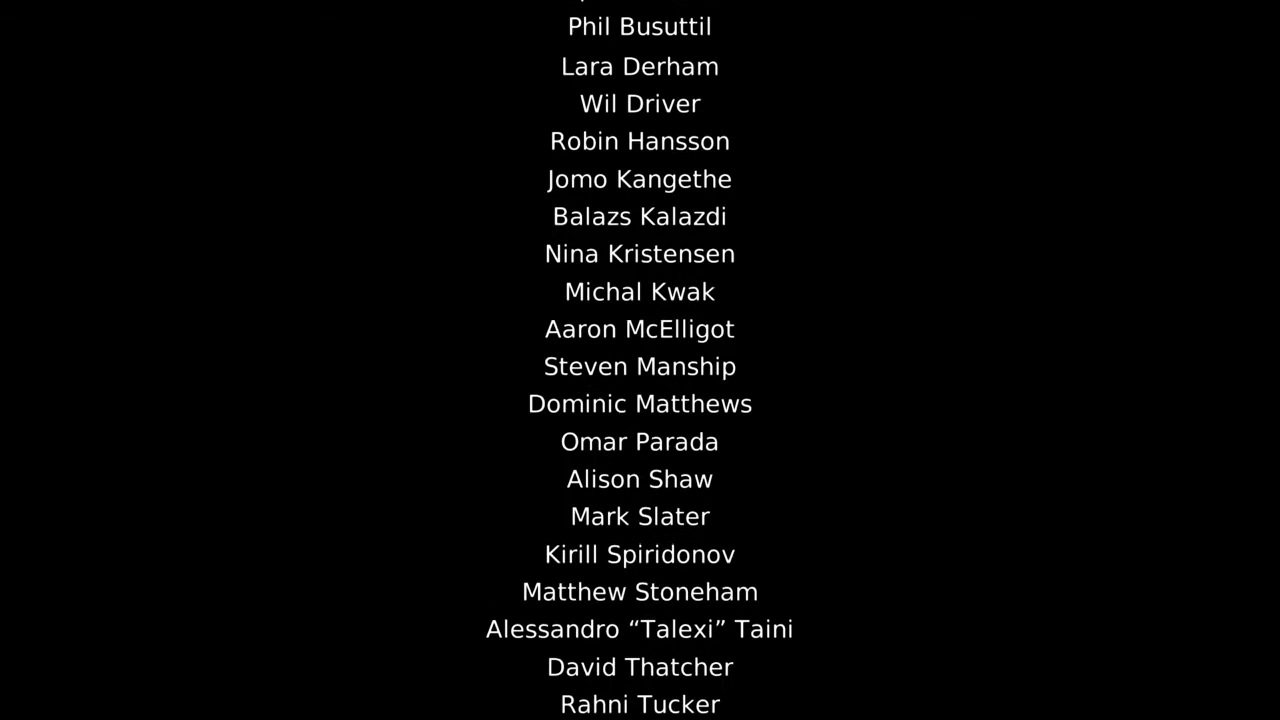 Phil Busuttil
Lara Derham
Wil Driver
Robin Hansson
Jomo Kangethe
Balazs Kalazdi
Nina Kristensen
Michal Kwak
Aaron McElligot
Steven Manship
Dominic Matthews
Omar Parada
Alison Shaw
Mark Slater
Kirill Spiridonov
Matthew Stoneham
Alessandro “Talexi” Taini
David Thatcher
Rahni Tucker